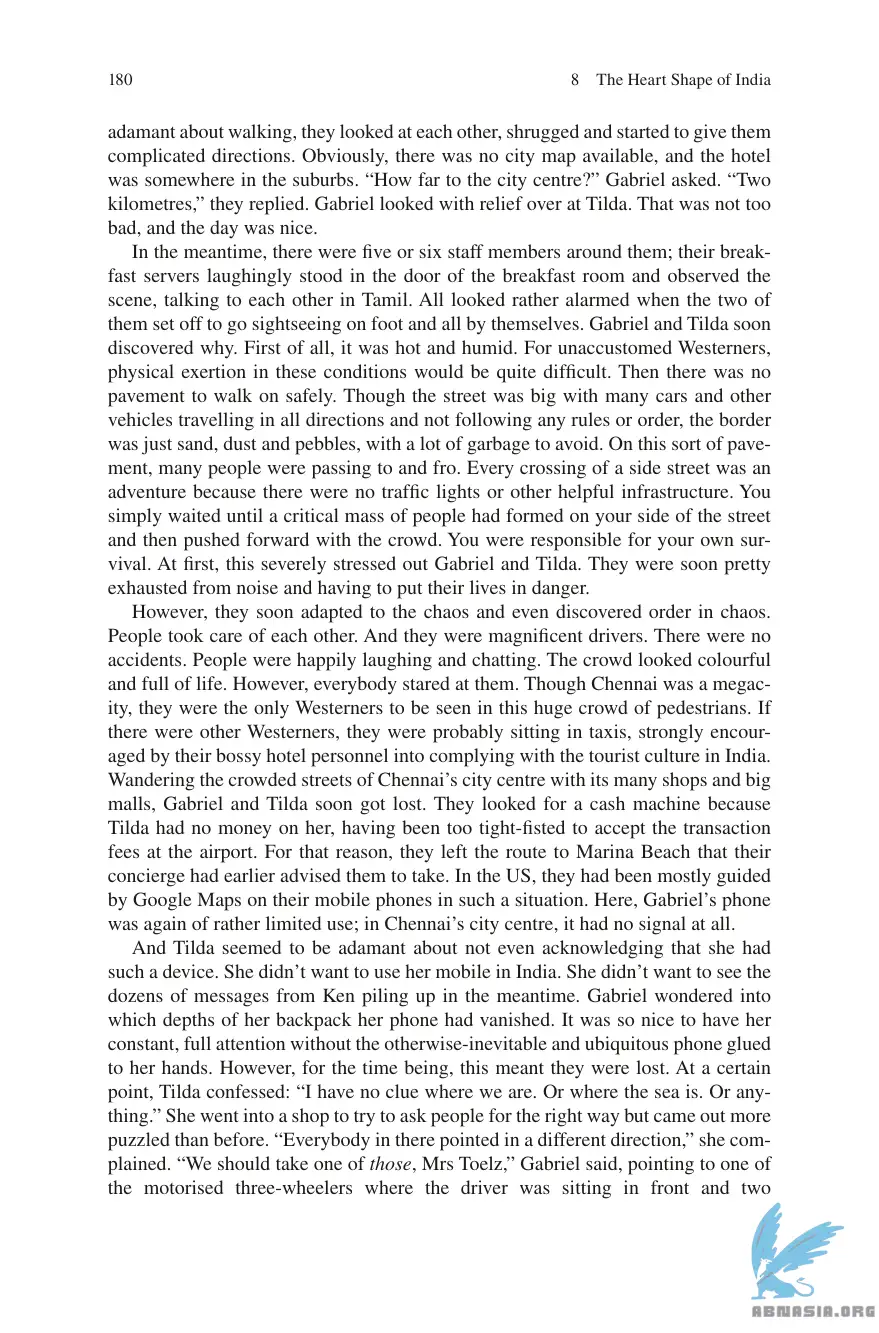 180
8 The Heart Shape of India
adamant about walking, they looked at each other, shrugged and started to give them
complicated directions. Obviously, there was no city map available, and the hotel
was somewhere in the suburbs. “How far to the city centre?” Gabriel asked. “Two
kilometres,” they replied. Gabriel looked with relief over at Tilda. That was not too
bad, and the day was nice.
In the meantime, there were five or six staff members around them; their break-
fast servers laughingly stood in the door of the breakfast room and observed the
scene, talking to each other in Tamil. All looked rather alarmed when the two of
them set off to go sightseeing on foot and all by themselves. Gabriel and Tilda soon
discovered why. First of all, it was hot and humid. For unaccustomed Westerners,
physical exertion in these conditions would be quite difficult. Then there was no
pavement to walk on safely. Though the street was big with many cars and other
vehicles travelling in all directions and not following any rules or order, the border
was just sand, dust and pebbles, with a lot of garbage to avoid. On this sort of pave-
ment, many people were passing to and fro. Every crossing of a side street was an
adventure because there were no traffic lights or other helpful infrastructure. You
simply waited until a critical mass of people had formed on your side of the street
and then pushed forward with the crowd. You were responsible for your own sur-
vival. At first, this severely stressed out Gabriel and Tilda. They were soon pretty
exhausted from noise and having to put their lives in danger.
However, they soon adapted to the chaos and even discovered order in chaos.
People took care of each other. And they were magnificent drivers. There were no
accidents. People were happily laughing and chatting. The crowd looked colourful
and full of life. However, everybody stared at them. Though Chennai was a megac-
ity, they were the only Westerners to be seen in this huge crowd of pedestrians. If
there were other Westerners, they were probably sitting in taxis, strongly encour-
aged by their bossy hotel personnel into complying with the tourist culture in India.
Wandering the crowded streets of Chennai’s city centre with its many shops and big
malls, Gabriel and Tilda soon got lost. They looked for a cash machine because
Tilda had no money on her, having been too tight-fisted to accept the transaction
fees at the airport. For that reason, they left the route to Marina Beach that their
concierge had earlier advised them to take. In the US, they had been mostly guided
by Google Maps on their mobile phones in such a situation. Here, Gabriel’s phone
was again of rather limited use; in Chennai’s city centre, it had no signal at all.
And Tilda seemed to be adamant about not even acknowledging that she had
such a device. She didn’t want to use her mobile in India. She didn’t want to see the
dozens of messages from Ken piling up in the meantime. Gabriel wondered into
which depths of her backpack her phone had vanished. It was so nice to have her
constant, full attention without the otherwise-inevitable and ubiquitous phone glued
to her hands. However, for the time being, this meant they were lost. At a certain
point, Tilda confessed: “I have no clue where we are. Or where the sea is. Or any-
thing.” She went into a shop to try to ask people for the right way but came out more
puzzled than before. “Everybody in there pointed in a different direction,” she com-
plained. “We should take one of those, Mrs Toelz,” Gabriel said, pointing to one of
the motorised three-wheelers where the driver was sitting in front and two
ABNASIA.ORG